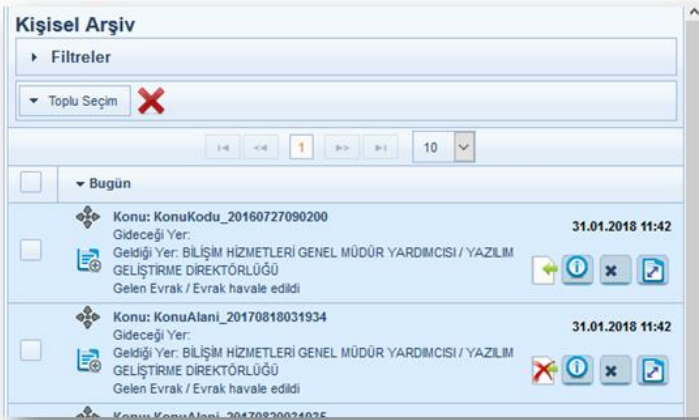 Kişisel Arşiv
Filtreler
Toplu Seçim
1
10
Bugün
Konu: KonuKodu_20160727090200
31.01.2018 11:42
Gideceği Yer:
Geldiği Yer: BİLİŞİM HİZMETLERİ GENEL MÜDÜR YARDIMCISI / YAZILIM
GELİŞTİRME DİREKTÖRLÜĞÜ
Gelen Evrak / Evrak havale edildi
Konu: KonuAlani_20170818031934
31.01.2018 11:42
Gideceği Yer:
Geldiği Yer: BİLİŞİM HİZMETLERİ GENEL MÜDÜR YARDIMCISI / YAZILIM
GELİŞTİRME DİREKTÖRLÜĞÜ
Gelen Evrak / Evrak havale edildi
Konu: KonuAlani_20170820031935